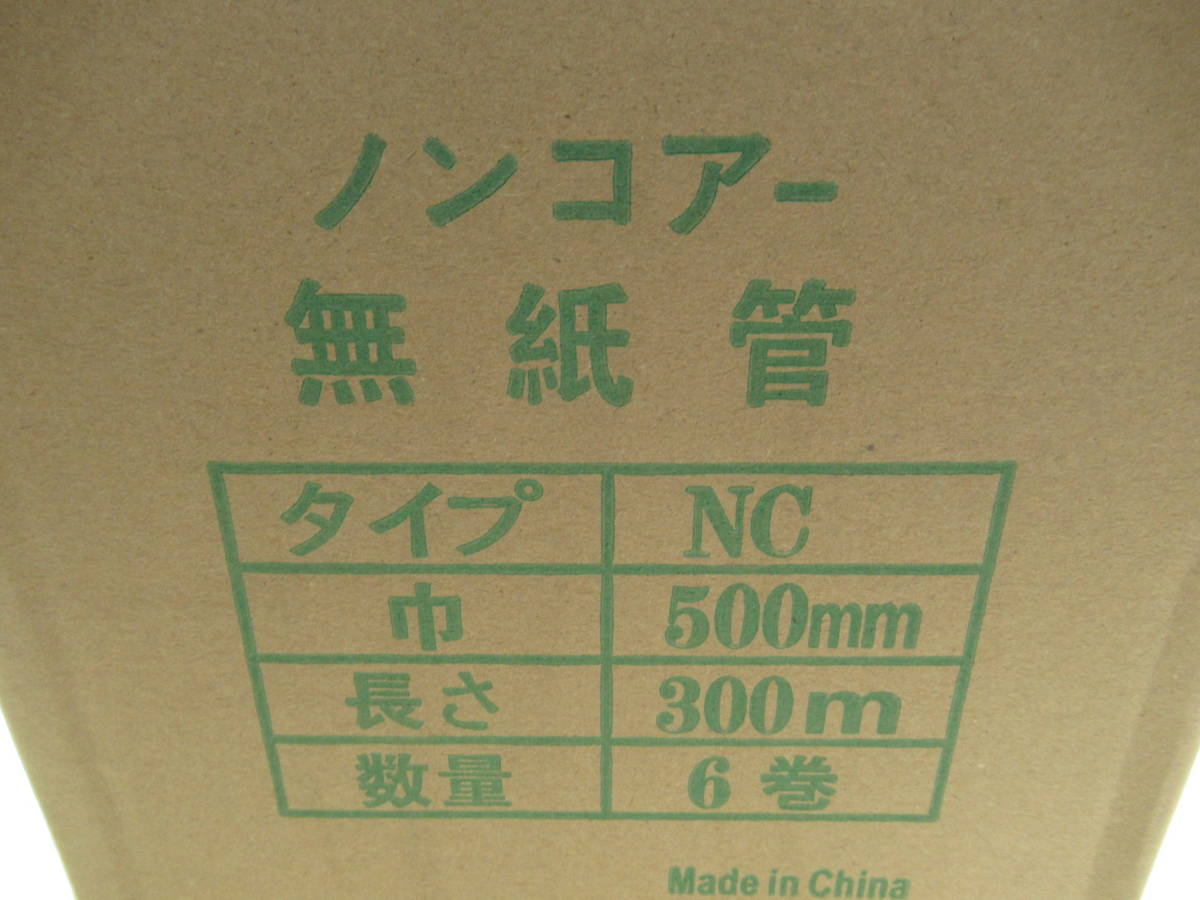 ノンコアー
無紙管
タイプ NC
巾 500mm
長さ 300m
数量 6巻
Made in China